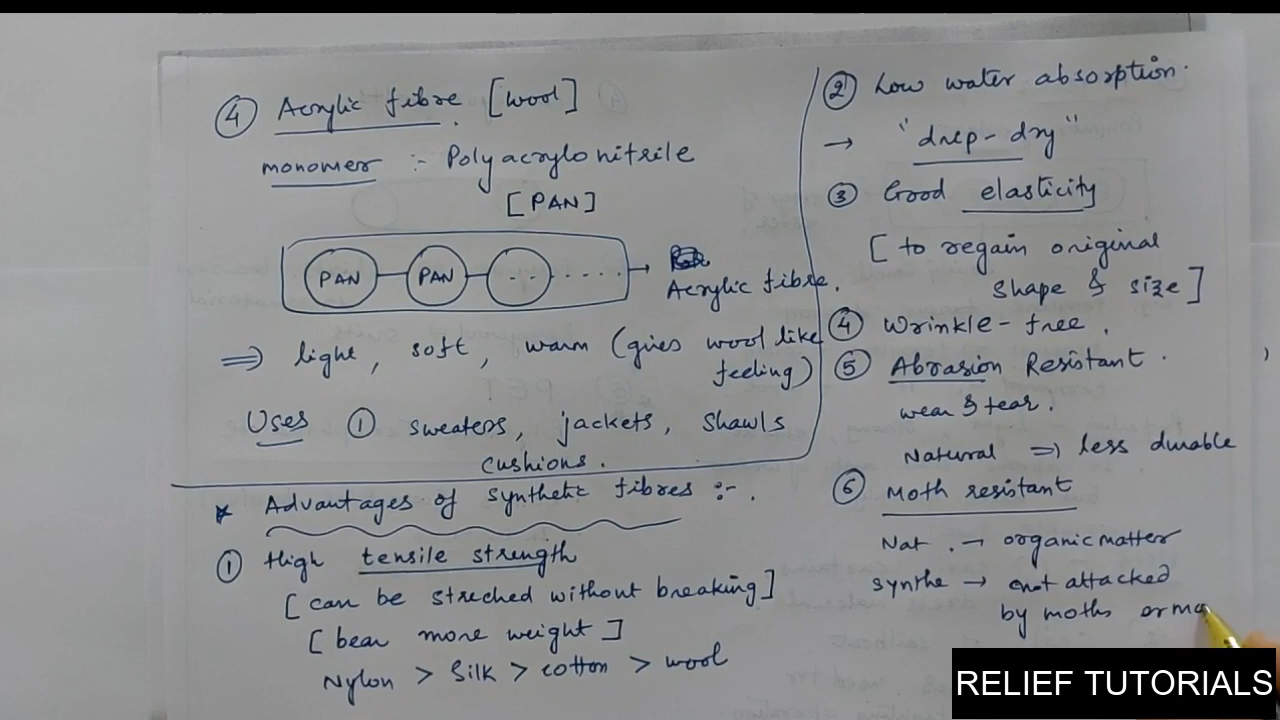 ④ Acrylic fibre [wool]
monomer :- Polyacrylonitrile
[PAN]
PAN PAN .. ..... → Acrylic fibre.
⇒ light, soft, warm (gives wool like
feeling)
Uses ① sweaters, jackets, shawls
cushions.
* Advantages of synthetic fibres :-.
① High tensile strength
[can be streched without breaking]
[bear more weight]
Nylon > Silk > cotton > wool
② Low water absorption.
→ "drip-dry"
③ Good elasticity
[to regain original
shape & size]
④ Wrinkle-free.
⑤ Abrasion Resistant.
wear & tear.
Natural ⇒ less durable
⑥ Moth resistant
Nat. → organic matter
Synthe → not attacked
by moths or mo
RELIEF TUTORIALS